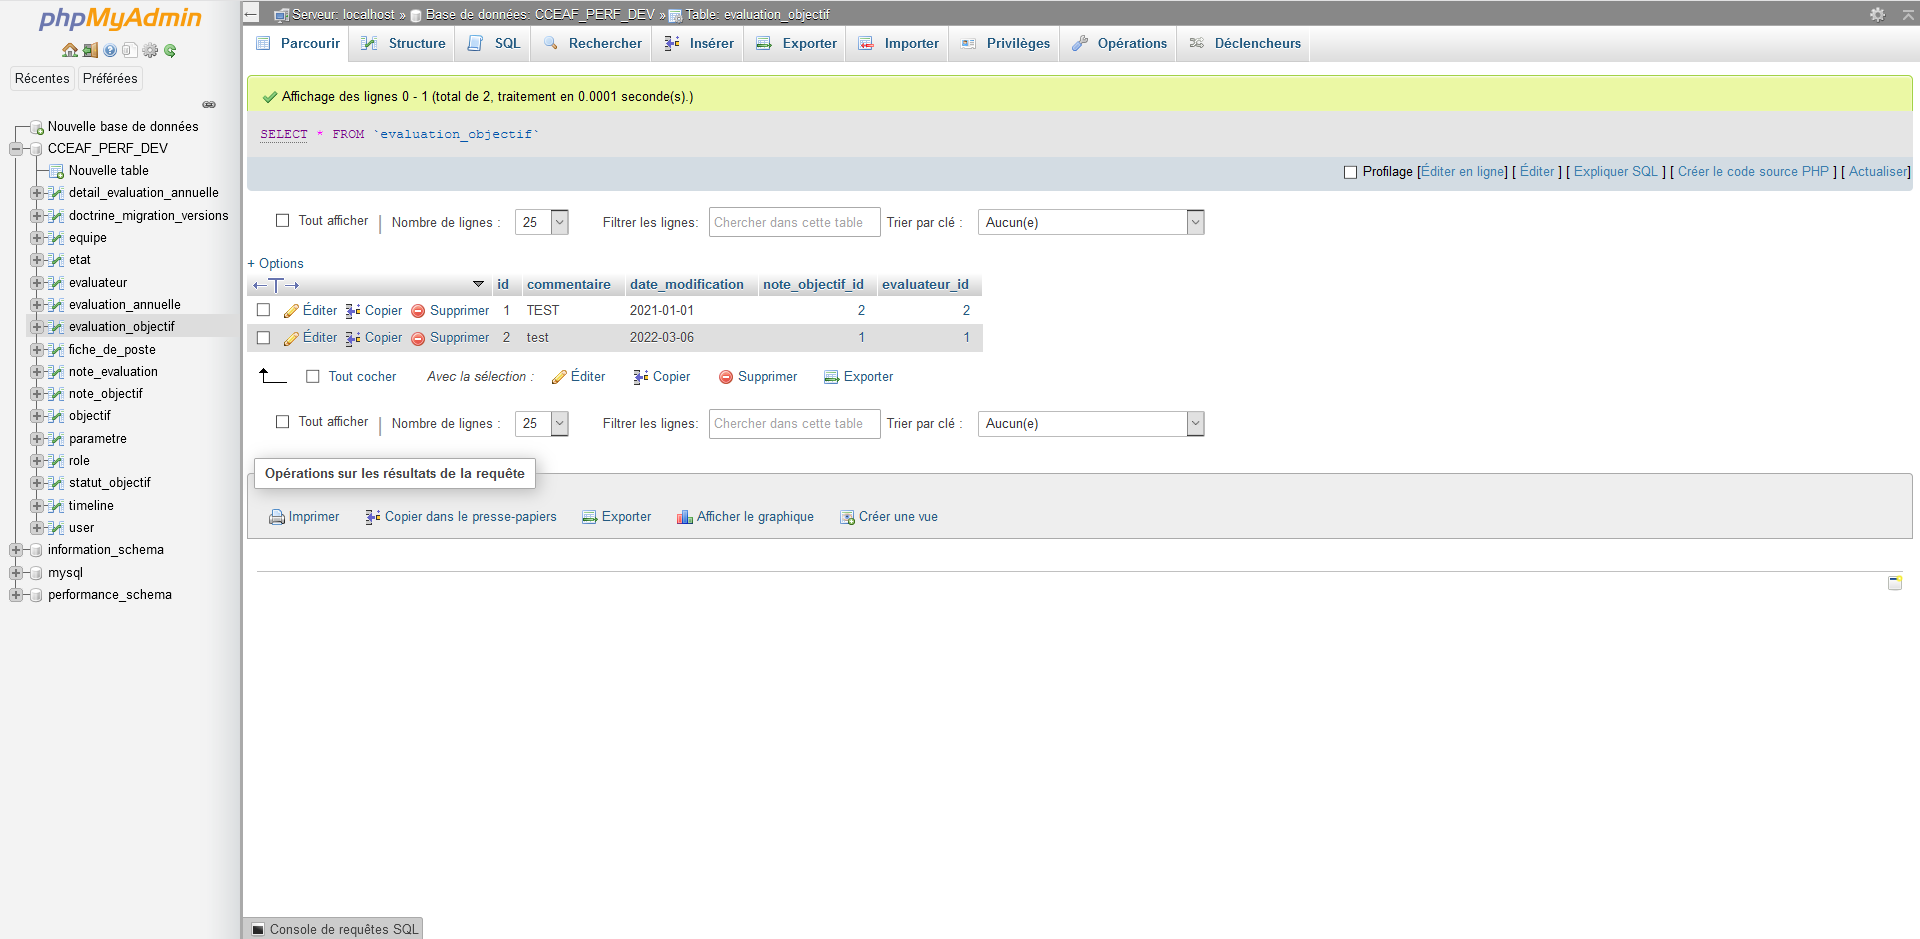 phpMyAdmin
Récentes Préférées
Nouvelle base de données
CCEAF_PERF_DEV
Nouvelle table
detail_evaluation_annuelle
doctrine_migration_versions
equipe
etat
evaluateur
evaluation_annuelle
evaluation_objectif
fiche_de_poste
note_evaluation
note_objectif
objectif
parametre
role
statut_objectif
timeline
user
information_schema
mysql
performance_schema
Serveur: localhost » Base de données: CCEAF_PERF_DEV » Table: evaluation_objectif
Parcourir Structure SQL Rechercher Insérer Exporter Importer Privilèges Opérations Déclencheurs
Affichage des lignes 0 - 1 (total de 2, traitement en 0.0001 seconde(s).)
SELECT * FROM `evaluation_objectif`
Profilage [Éditer en ligne] [ Éditer ] [ Expliquer SQL ] [ Créer le code source PHP ] [ Actualiser]
Tout afficher | Nombre de lignes : 25 Filtrer les lignes: Chercher dans cette table Trier par clé : Aucun(e)
+ Options
←T→ id commentaire date_modification note_objectif_id evaluateur_id
Éditer Copier Supprimer 1 TEST 2021-01-01 2 2
Éditer Copier Supprimer 2 test 2022-03-06 1 1
Tout cocher Avec la sélection : Éditer Copier Supprimer Exporter
Tout afficher | Nombre de lignes : 25 Filtrer les lignes: Chercher dans cette table Trier par clé : Aucun(e)
Opérations sur les résultats de la requête
Imprimer Copier dans le presse-papiers Exporter Afficher le graphique Créer une vue
Console de requêtes SQL